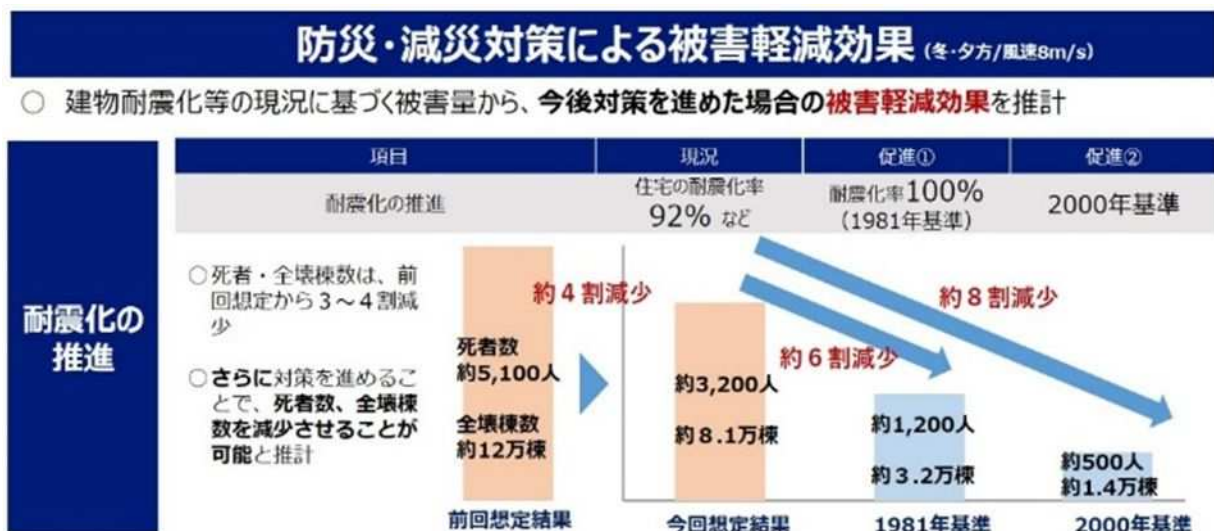 防災・減災対策による被害軽減効果(冬・夕方/風速8m/s)
○ 建物耐震化等の現況に基づく被害量から、今後対策を進めた場合の被害軽減効果を推計
項目 現況 促進① 促進②
耐震化の推進
住宅の耐震化率
92% など
耐震化率100%
(1981年基準)
2000年基準
耐震化の
推進
○死者・全壊棟数は、前
回想定から3~4割減
少
○さらに対策を進めるこ
とで、死者数、全壊棟
数を減少させることが
可能と推計
死者数
約5,100人
全壊棟数
約12万棟
前回想定結果
約4割減少
約3,200人
約8.1万棟
今回想定結果
約6割減少
約1,200人
約3.2万棟
1981年基準
約8割減少
約500人
約1.4万棟
2000年基準